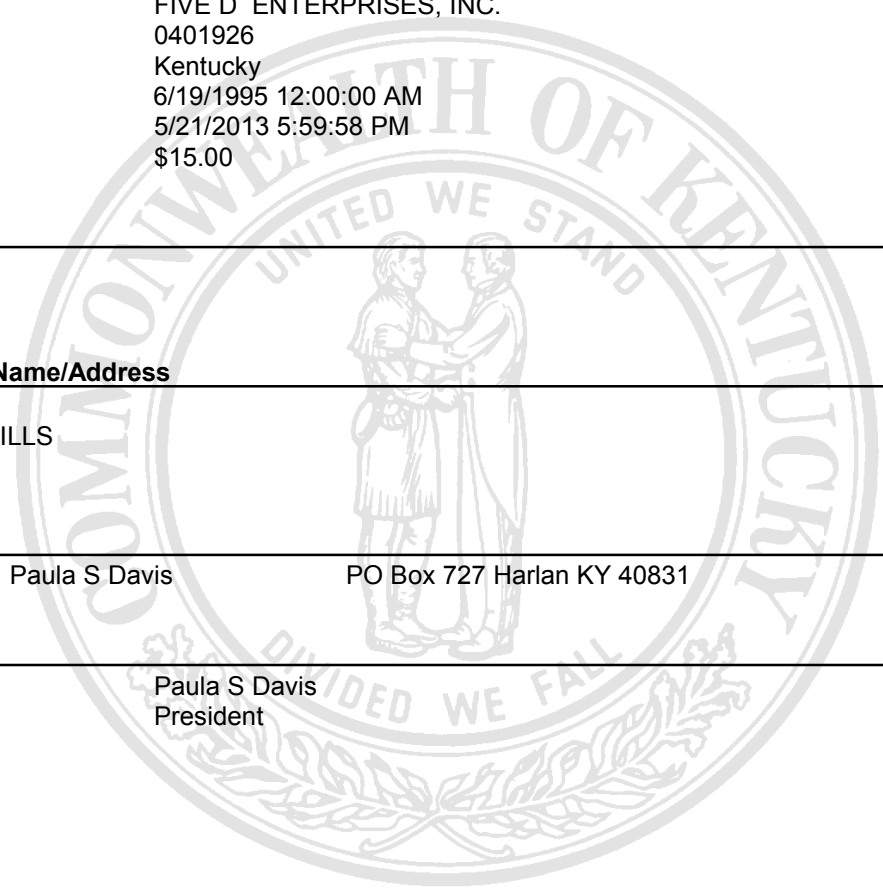 FIVE D  ENTERPRISES, INC.
0401926
Kentucky
6/19/1995 12:00:00 AM
5/21/2013 5:59:58 PM
$15.00
COMMONWEALTH OF KENTUCKY
UNITED WE STAND
Name/Address
ILLS
Paula S Davis PO Box 727 Harlan KY 40831
DIVIDED WE FALL
Paula S Davis
President